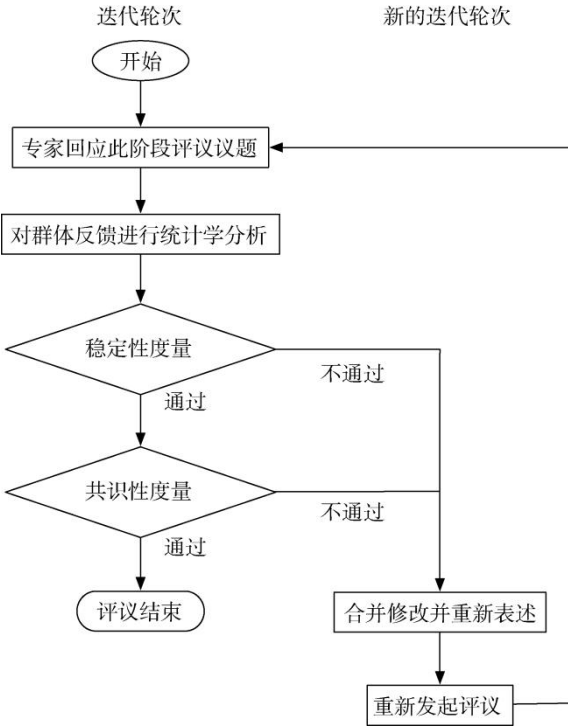 迭代轮次
新的迭代轮次
开始
专家回应此阶段评议议题
对群体反馈进行统计学分析
稳定性度量
不通过
通过
共识性度量
不通过
通过
评议结束
合并修改并重新表述
重新发起评议